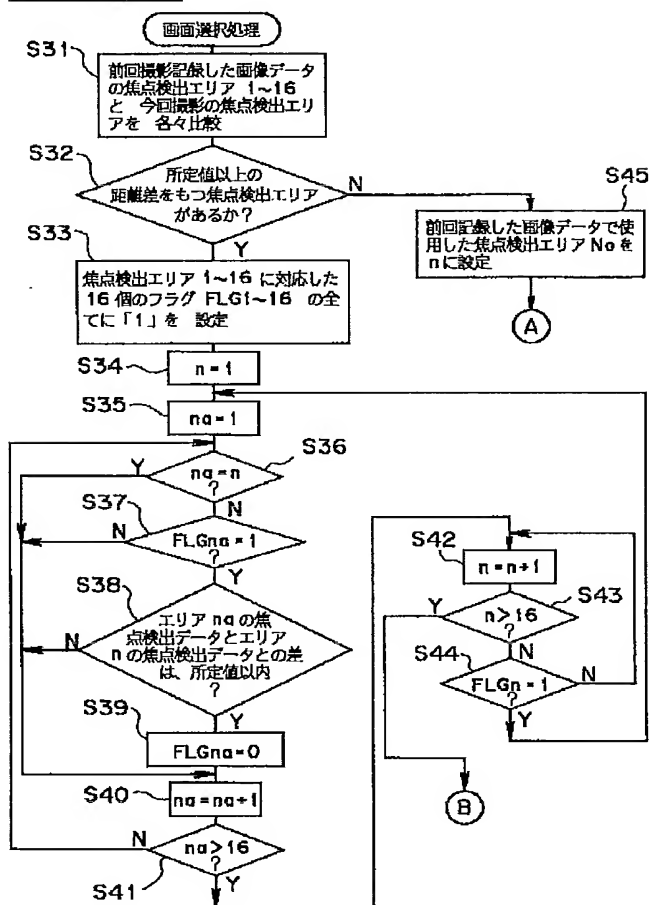 画面選択処理
S31
前回撮影記録した画像データ
の焦点検出エリア 1~16
と 今回撮影の焦点検出エリ
アを 各々比較
S32
所定値以上の
距離差をもつ焦点検出エリア
があるか?
N
Y
S45
前回記録した画像データで使
用した焦点検出エリア Noを
nに設定
A
S33
焦点検出エリア 1~16 に対応した
16 個のフラグ FLG1~16 の全
てに「1」を 設定
S34
n=1
S35
na=1
S36
na=n
?
Y
N
S37
FLGna=1
?
N
Y
S38
エリア na の焦
点検出データとエリア
n の焦点検出データとの差
は、所定値以内
?
N
Y
S39
FLGna=0
S40
na=na+1
S41
na>16
?
N
Y
S42
n=n+1
S43
n>16
?
Y
N
S44
FLGn=1
?
N
Y
B